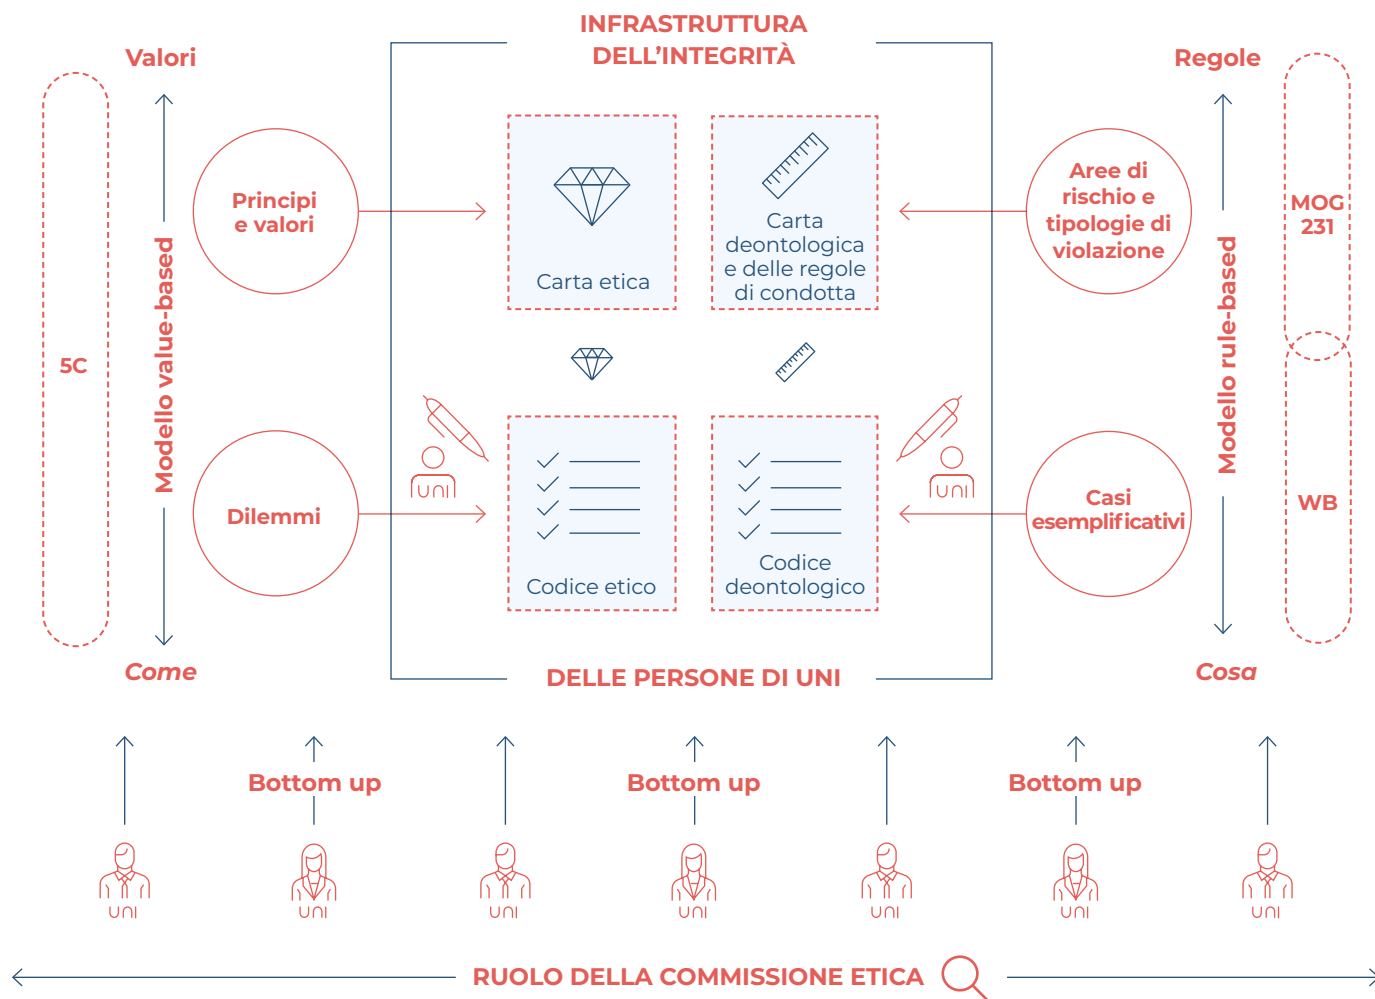 INFRASTRUTTURA
DELL’INTEGRITÀ
Valori
Regole
5C
Modello value-based
Principi
e valori
Carta etica
Carta
deontologica
e delle regole
di condotta
Aree di
rischio e
tipologie di
violazione
Modello rule-based
MOG
231
WB
Dilemmi
uni
Codice etico
Codice
deontologico
uni
Casi
esemplificativi
Come
DELLE PERSONE DI UNI
Cosa
Bottom up
Bottom up
Bottom up
uni
uni
uni
uni
uni
uni
uni
RUOLO DELLA COMMISSIONE ETICA